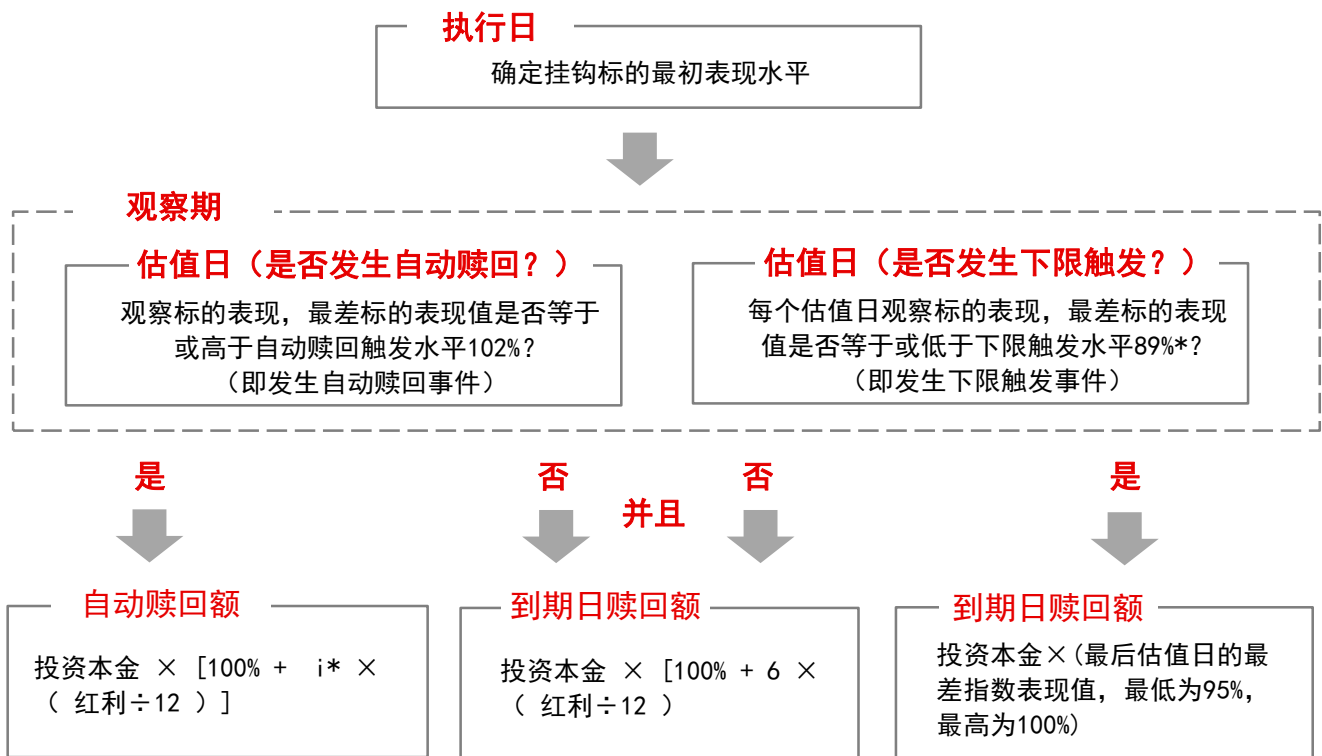 执行日
确定挂钩标的最初表现水平
观察期
估值日（是否发生自动赎回？）
观察标的表现，最差标的表现值是否等于
或高于自动赎回触发水平102%?
（即发生自动赎回事件）
估值日（是否发生下限触发？）
每个估值日观察标的表现，最差标的表现
值是否等于或低于下限触发水平89%*?
（即发生下限触发事件）
是
否
并且
否
是
自动赎回额
投资本金 × [100% + i* ×
（ 红利÷12 ）]
到期日赎回额
投资本金 × [100% + 6 ×
（ 红利÷12 ）
到期日赎回额
投资本金×(最后估值日的最
差指数表现值，最低为95%，
最高为100%)